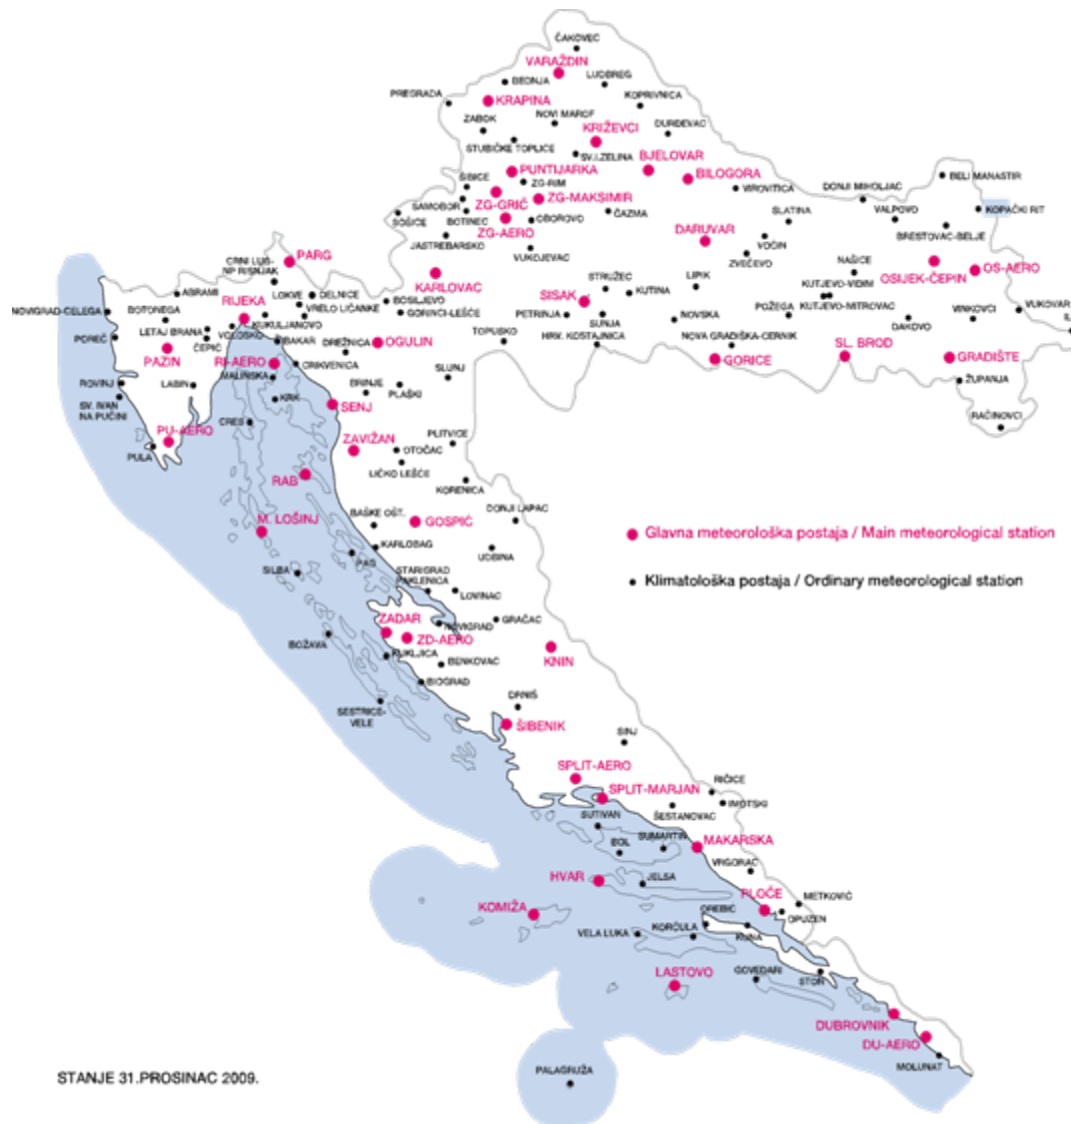 ČAKOVEC
VARAŽDIN
BEDNJA
LUDBREG
PREGRADA
KRAPINA
KOPRIVNICA
ZABOK
NOVI MAROF
ĐURĐEVAC
KRIŽEVCI
STUBIČKE TOPLICE
SV.I.ZELINA
BJELOVAR
PUNTIJARKA
BILOGORA
ŠIBICE
ZG-RIM
VIROVITICA
DONJI MIHOLJAC
BELI MANASTIR
ZG-GRIČ
ZG-MAKSIMIR
SAMOBOR
KOPAČKI RIT
SOŠICE
BOTINEC
OBOROVO
ČAZMA
SLATINA
VALPOVO
ZG-AERO
DARUVAR
BRESTOVAC-BELJE
JASTREBARSKO
VOĆIN
VUKOJEVAC
ZVEČEVO
NAŠICE
PARG
CRNI LUG-
NP RISNJAK
OSIJEK-ČEPIN
OS-AERO
KARLOVAC
STRUŽEC
LIPIK
KUTJEVO-VIDIM
ABRAMI
LOKVE
DELNICE
BOSILJEVO
SISAK
KUTINA
KUTJEVO-MITROVAC
NOVIGRAD-CELEGA
BOTONEGA
RIJEKA
VRELO LIČANKE
GORINCI-LEŠĆE
PETRINJA
SUNJA
NOVSKA
POŽEGA
ĐAKOVO
VINKOVCI
VUKOVAR
KUKULJANOVO
LETAJ BRANA
VOLOSKO
TOPUSKO
HRV. KOSTAJNICA
NOVA GRADIŠKA-CERNIK
POREČ
ČEPIĆ
BAKAR
DREŽNICA
OGULIN
PAZIN
RI-AERO
CRIKVENICA
GORICE
SL. BROD
GRADIŠTE
MALINSKA
SLUNJ
ROVINJ
LABIN
BRINJE
PLAŠKI
ŽUPANJA
SV. IVAN
NA PUČINI
KRK
SENJ
RAČINOVCI
CRES
PU-AERO
ZAVIŽAN
PLITVICE
PULA
OTOČAC
LIČKO LEŠĆE
RAB
KORENICA
M. LOŠINJ
BAŠKE OŠT.
GOSPIĆ
DONJI LAPAC
Glavna meteorološka postaja / Main meteorological station
KARLOBAG
UDBINA
PAG
SILBA
STARIGRAD
PAKLENICA
Klimatološka postaja / Ordinary meteorological station
LOVINAC
ZADAR
NOVIGRAD
GRAČAC
ZD-AERO
BOŽAVA
KUKLJICA
BENKOVAC
KNIN
BIOGRAD
DRNIŠ
SESTRICE-
VELE
ŠIBENIK
SINJ
SPLIT-AERO
RIČICE
SPLIT-MARJAN
IMOTSKI
SUTIVAN
ŠESTANOVAC
BOL
SUMARTIN
MAKARSKA
VRGORAC
HVAR
JELSA
PLOČE
METKOVIĆ
KOMIŽA
OREBIĆ
OPUZEN
VELA LUKA
KORČULA
KUNA
LASTOVO
GOVEĐARI
STON
DUBROVNIK
DU-AERO
MOLUNAT
PALAGRUŽA
STANJE 31.PROSINAC 2009.